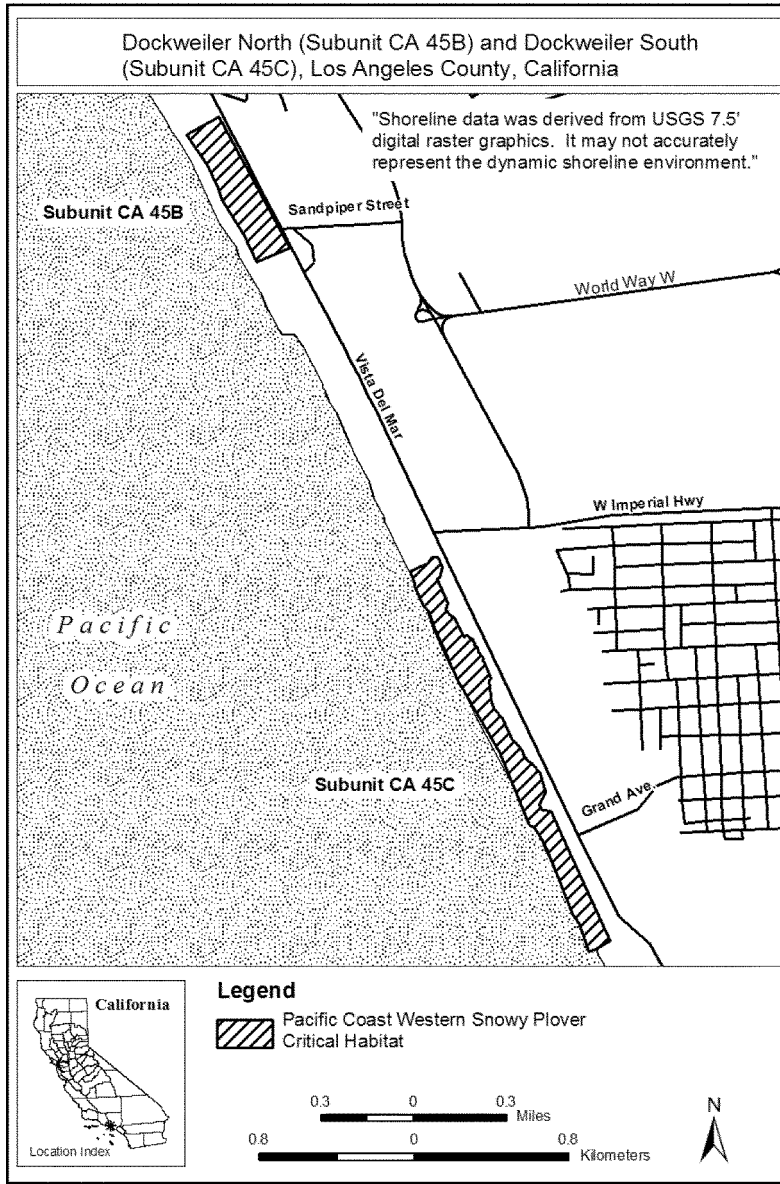 Dockweiler North (Subunit CA 45B) and Dockweiler South
(Subunit CA 45C), Los Angeles County, California
"Shoreline data was derived from USGS 7.5'
digital raster graphics. It may not accurately
represent the dynamic shoreline environment."
Subunit CA 45B
Sandpiper Street
World Way W
Vista Del Mar
W Imperial Hwy
Pacific
Ocean
Subunit CA 45C
Grand Ave.
California
Location Index
Legend
Pacific Coast Western Snowy Plover
Critical Habitat
0.3 0 0.3
Miles
0.8 0 0.8
Kilometers
N